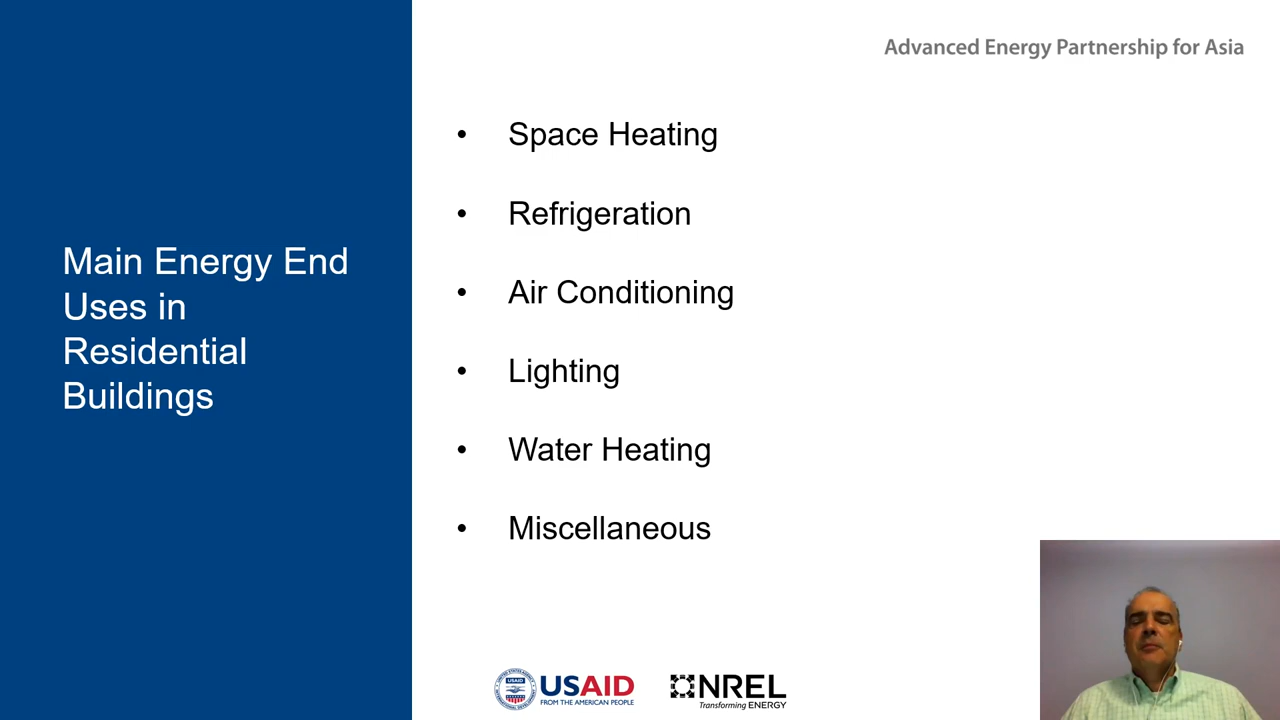 Advanced Energy Partnership for Asia
Main Energy End
Uses in
Residential
Buildings
• Space Heating
• Refrigeration
• Air Conditioning
• Lighting
• Water Heating
• Miscellaneous
USAID
USAID
FROM THE AMERICAN PEOPLE
NREL
Transforming ENERGY